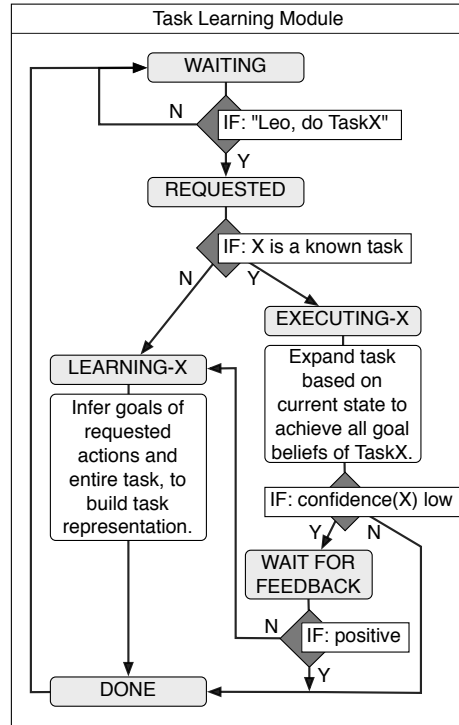 Task Learning Module
WAITING
N
IF: "Leo, do TaskX"
Y
REQUESTED
IF: X is a known task
N
Y
EXECUTING-X
LEARNING-X
Expand task
based on
current state to
achieve all goal
beliefs of TaskX.
Infer goals of
requested
actions and
entire task, to
build task
representation.
IF: confidence(X) low
Y
N
WAIT FOR
FEEDBACK
N
IF: positive
Y
DONE